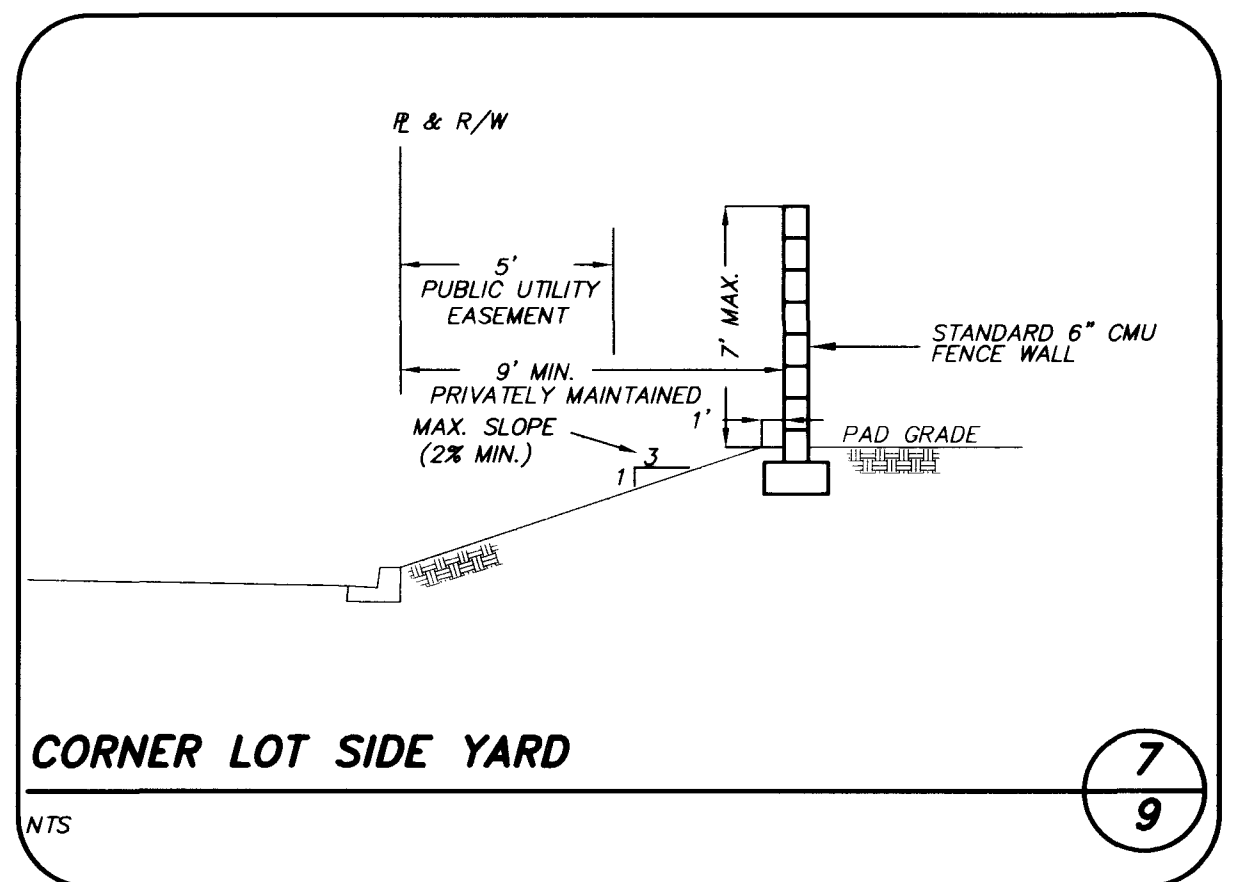 ℄ & R/W
5'
PUBLIC UTILITY
EASEMENT
7' MAX.
STANDARD 6" CMU
FENCE WALL
9' MIN.
PRIVATELY MAINTAINED
1'
MAX. SLOPE
(2% MIN.)
3
1
PAD GRADE
CORNER LOT SIDE YARD
7
9
NTS